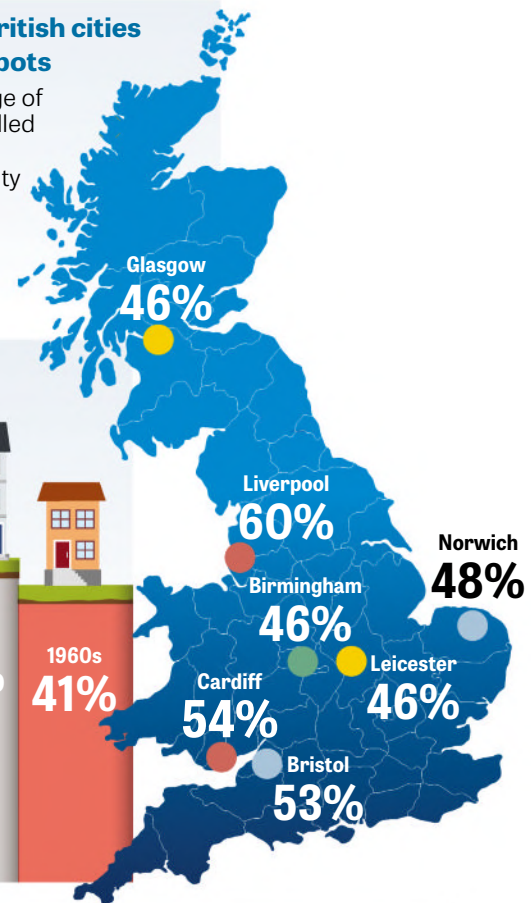 ritish cities
pots
ge of
lled
ty
Glasgow
46%
Liverpool
60%
Norwich
48%
Birmingham
46%
Leicester
46%
Cardiff
54%
Bristol
53%
1960s
41%